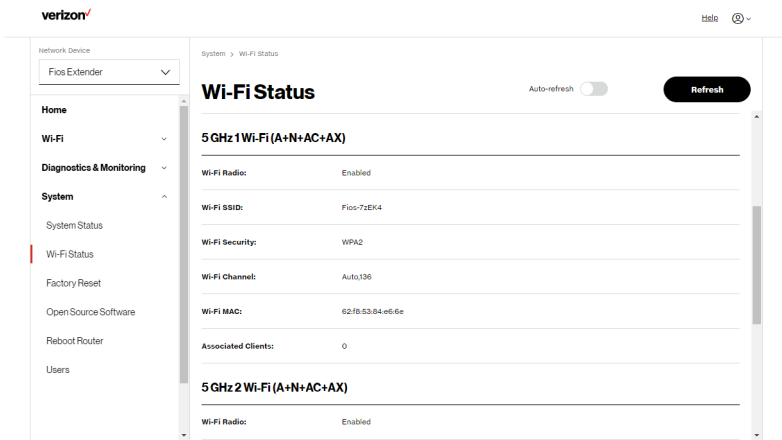 verizon
Help
Network Device
Fios Extender
Home
Wi-Fi
Diagnostics & Monitoring
System
System Status
Wi-Fi Status
Factory Reset
Open Source Software
Reboot Router
Users
System > Wi-Fi Status
Wi-Fi Status
Auto-refresh
Refresh
5 GHz 1 Wi-Fi (A+N+AC+AX)
Wi-Fi Radio: Enabled
Wi-Fi SSID: Fios-7zEK4
Wi-Fi Security: WPA2
Wi-Fi Channel: Auto,136
Wi-Fi MAC: 62:f8:53:84:e6:6e
Associated Clients: 0
5 GHz 2 Wi-Fi (A+N+AC+AX)
Wi-Fi Radio: Enabled